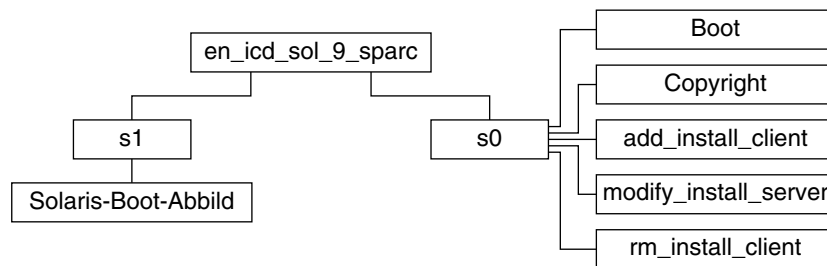 en_icd_sol_9_sparc
s1
Solaris-Boot-Abbild
s0
Boot
Copyright
add_install_client
modify_install_server
rm_install_client